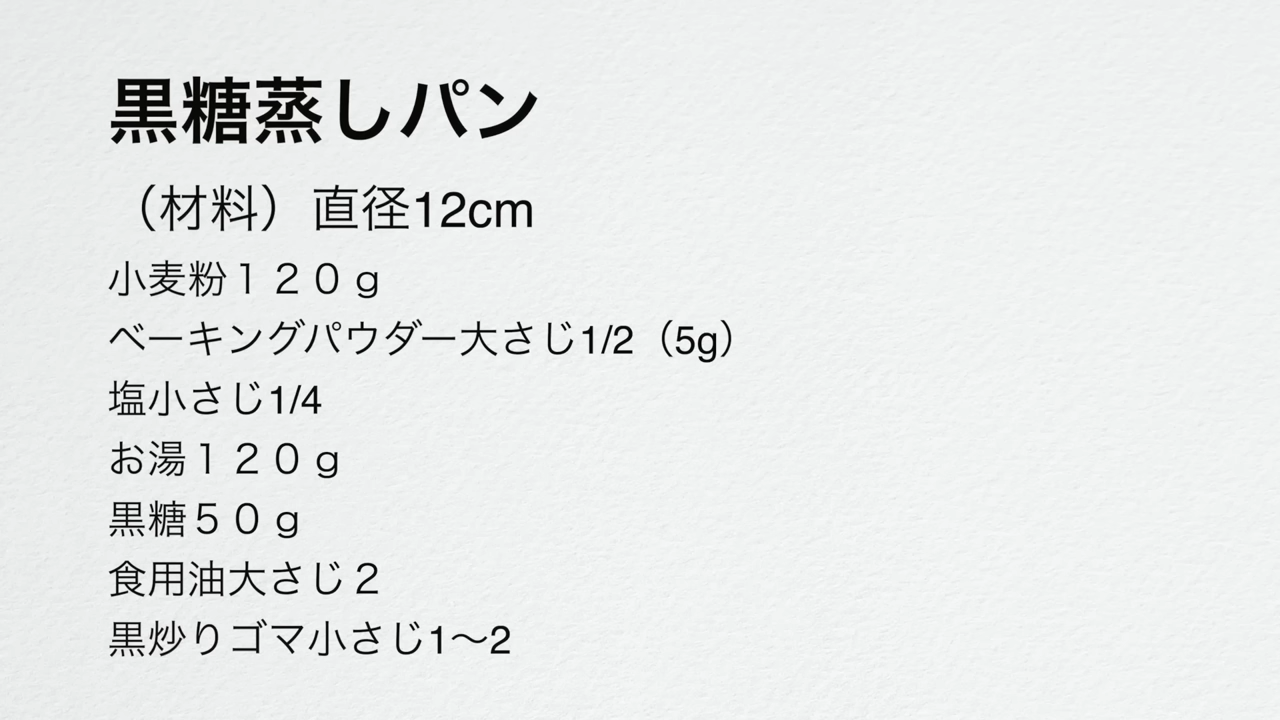 黒糖蒸しパン
（材料）直径12cm
小麦粉１２０ｇ
ベーキングパウダー大さじ1/2（5g）
塩小さじ1/4
お湯１２０ｇ
黒糖５０ｇ
食用油大さじ２
黒炒りゴマ小さじ1〜2